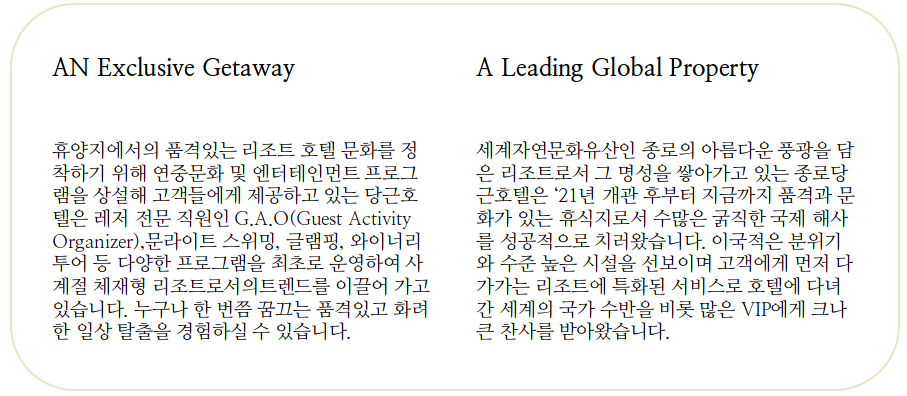 AN Exclusive Getaway
휴양지에서의 품격있는 리조트 호텔 문화를 정
착하기 위해 연중문화 및 엔터테인먼트 프로그
램을 상설해 고객들에게 제공하고 있는 당근호
텔은 레저 전문 직원인 G.A.O(Guest Activity
Organizer),문라이트 스위밍, 글램핑, 와이너리
투어 등 다양한 프로그램을 최초로 운영하여 사
계절 체재형 리조트로서의트렌드를 이끌어 가고
있습니다. 누구나 한 번쯤 꿈끄는 품격있고 화려
한 일상 탈출을 경험하실 수 있습니다.
A Leading Global Property
세계자연문화유산인 종로의 아름다운 풍광을 담
은 리조트로서 그 명성을 쌓아가고 있는 종로당
근호텔은 ‘21년 개관 후부터 지금까지 품격과 문
화가 있는 휴식지로서 수많은 굵직한 국제 행사
를 성공적으로 치러왔습니다. 이국적은 분위기
와 수준 높은 시설을 선보이며 고객에게 먼저 다
가가는 리조트에 특화된 서비스로 호텔에 다녀
간 세계의 국가 수반을 비롯 많은 VIP에게 크나
큰 찬사를 받아왔습니다.